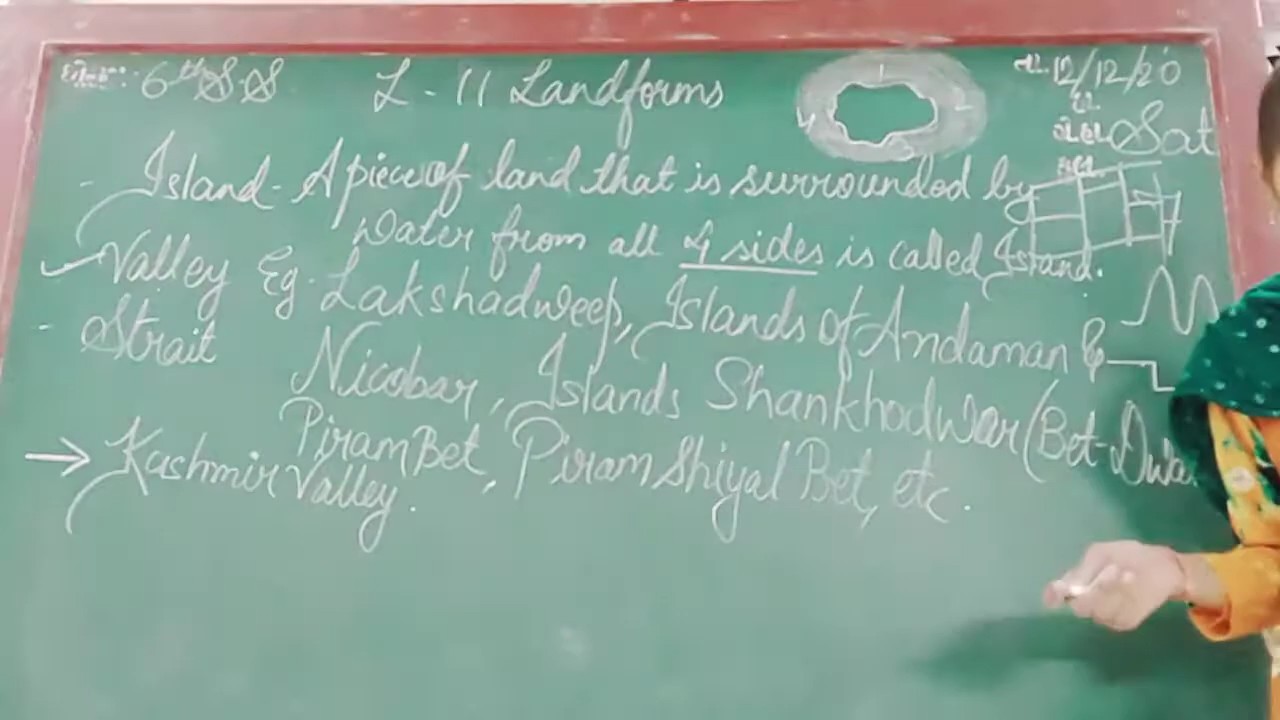 6th S.S L-11 Landforms તા. 12/12/20
વાર Sat
- Island - A piece of land that is surrounded by
Water from all 4 sides is called Island.
Valley Eg. Lakshadweep, Islands of Andaman &
- Strait Nicobar, Islands Shankhodwar (Bet-Dwa
PiramBet, Piram Shiyal Bet, etc.
→ Kashmir Valley.